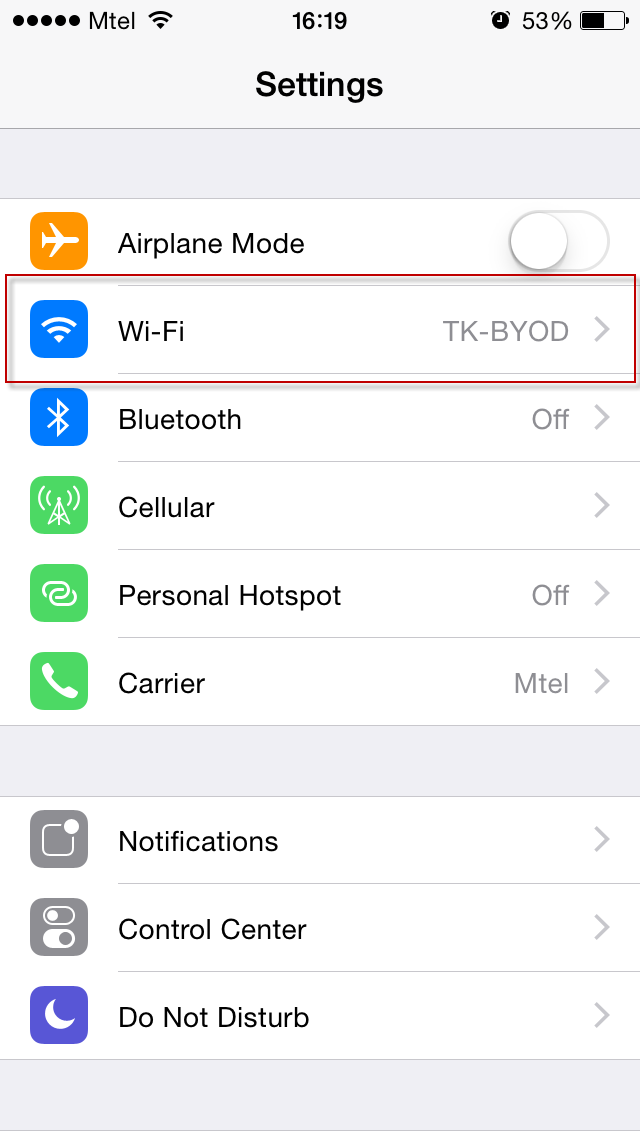 Mtel 16:19 53%
Settings
Airplane Mode
Wi-Fi TK-BYOD
Bluetooth Off
Cellular
Personal Hotspot Off
Carrier Mtel
Notifications
Control Center
Do Not Disturb